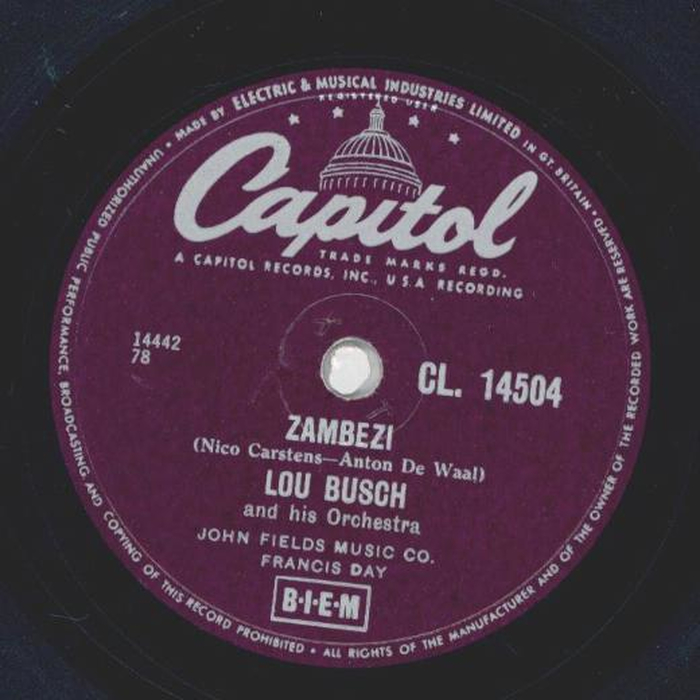 MADE BY ELECTRIC & MUSICAL INDUSTRIES LIMITED IN GT. BRITAIN • ALL RIGHTS OF THE MANUFACTURER AND OF THE OWNER OF THE RECORDED WORK ARE RESERVED • UNAUTHORIZED PUBLIC PERFORMANCE, BROADCASTING AND COPYING OF THIS RECORD PROHIBITED •
REGISTERED USER
Capitol
TRADE MARKS REGD.
A CAPITOL RECORDS, INC., U.S.A RECORDING
14442
78
CL. 14504
ZAMBEZI
(Nico Carstens—Anton De Waal)
LOU BUSCH
and his Orchestra
JOHN FIELDS MUSIC CO.
FRANCIS DAY
B·I·E·M